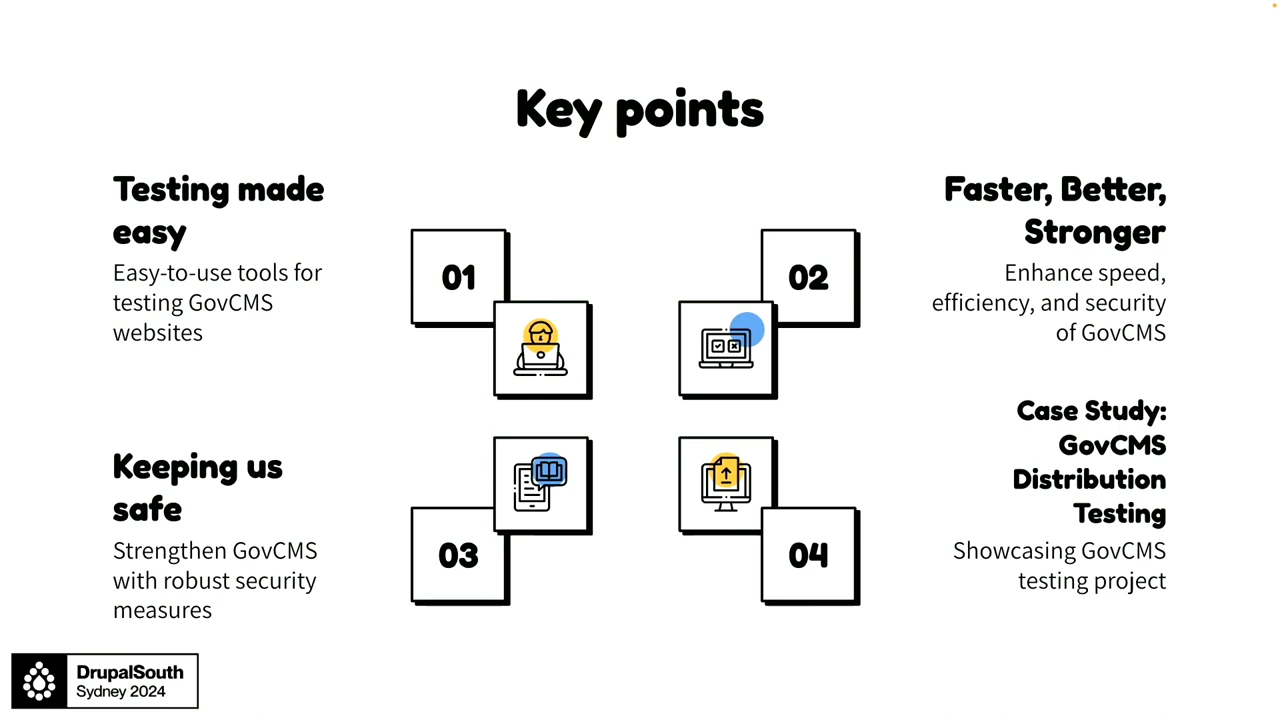 Key points
Testing made
easy
Easy-to-use tools for
testing GovCMS
websites
01
02
Faster, Better,
Stronger
Enhance speed,
efficiency, and security
of GovCMS
Keeping us
safe
Strengthen GovCMS
with robust security
measures
03
04
Case Study:
GovCMS
Distribution
Testing
Showcasing GovCMS
testing project
DrupalSouth
Sydney 2024